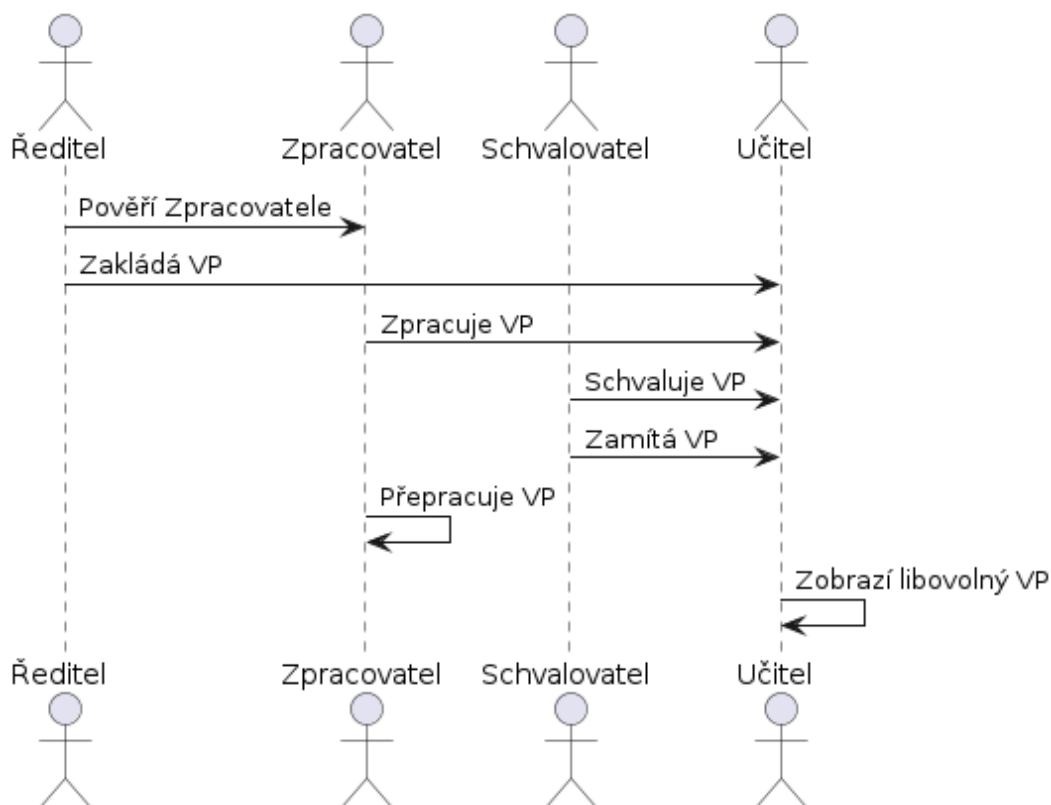 Ředitel
Zpracovatel
Schvalovatel
Učitel
Pověří Zpracovatele
Zakládá VP
Zpracuje VP
Schvaluje VP
Zamítá VP
Přepracuje VP
Zobrazí libovolný VP
Ředitel
Zpracovatel
Schvalovatel
Učitel